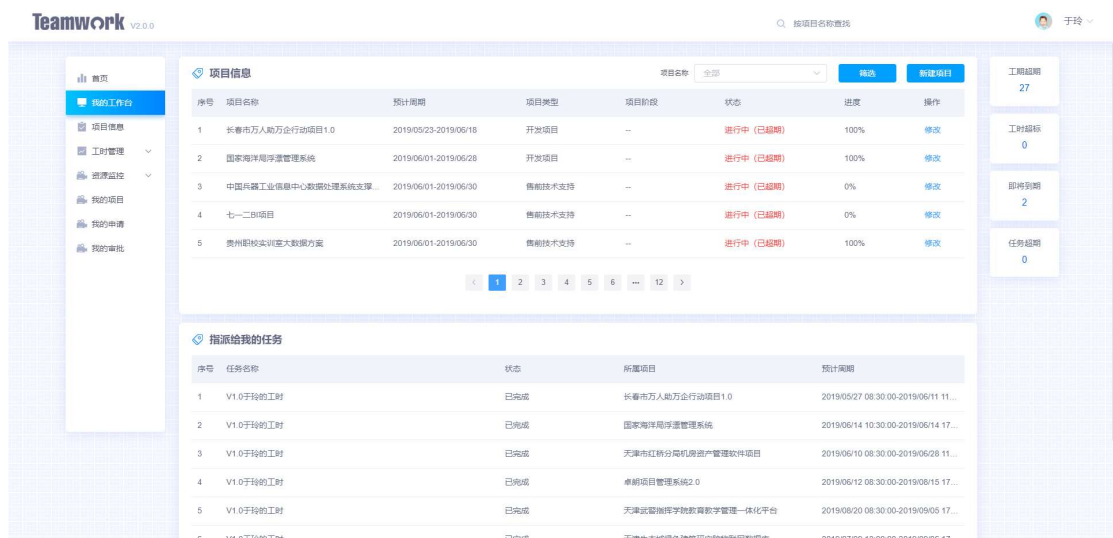 Teamwork V2.0.0
按项目名称查找
于玲
首页
我的工作台
项目信息
工时管理
资源监控
我的项目
我的申请
我的审批
项目信息 项目名称 全部 筛选 新建项目
序号 项目名称 预计周期 项目类型 项目阶段 状态 进度 操作
1 长春市万人助万企行动项目1.0 2019/05/23-2019/06/18 开发项目 -- 进行中（已超期） 100% 修改
2 国家海洋局浮漂管理系统 2019/06/01-2019/06/28 开发项目 -- 进行中（已超期） 100% 修改
3 中国兵器工业信息中心数据处理系统支撑... 2019/06/01-2019/06/30 售前技术支持 -- 进行中（已超期） 0% 修改
4 七一二BI项目 2019/06/01-2019/06/30 售前技术支持 -- 进行中（已超期） 0% 修改
5 贵州职校实训室大数据方案 2019/06/01-2019/06/30 售前技术支持 -- 进行中（已超期） 100% 修改
1 2 3 4 5 6 ••• 12
工期超期
27
工时超标
0
即将到期
2
任务超期
0
指派给我的任务
序号 任务名称 状态 所属项目 预计周期
1 V1.0于玲的工时 已完成 长春市万人助万企行动项目1.0 2019/05/27 08:30:00-2019/06/11 11...
2 V1.0于玲的工时 已完成 国家海洋局浮漂管理系统 2019/06/14 10:30:00-2019/06/14 17...
3 V1.0于玲的工时 已完成 天津市红桥分局机房资产管理软件项目 2019/06/10 08:30:00-2019/06/28 11...
4 V1.0于玲的工时 已完成 卓朗项目管理系统2.0 2019/06/12 08:30:00-2019/08/15 17...
5 V1.0于玲的工时 已完成 天津武警指挥学院教育教学管理一体化平台 2019/08/20 08:30:00-2019/09/05 17...